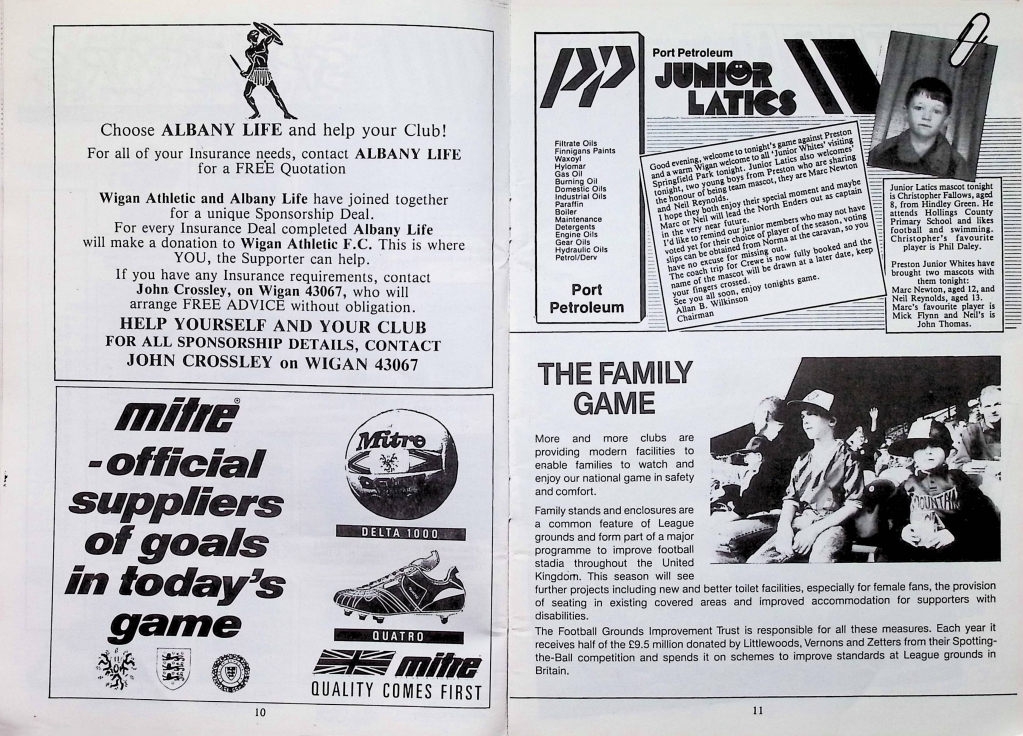 Choose ALBANY LIFE and help your Club!
For all of your Insurance needs, contact ALBANY LIFE
for a FREE Quotation
Wigan Athletic and Albany Life have joined together
for a unique Sponsorship Deal.
For every Insurance Deal completed Albany Life
will make a donation to Wigan Athletic F.C. This is where
YOU, the Supporter can help.
If you have any Insurance requirements, contact
John Crossley, on Wigan 43067, who will
arrange FREE ADVICE without obligation.
HELP YOURSELF AND YOUR CLUB
FOR ALL SPONSORSHIP DETAILS, CONTACT
JOHN CROSSLEY on WIGAN 43067
mitre®
-official
suppliers
of goals
in today's
game
Mitre
DELTA 1000
QUATRO
mitre
QUALITY COMES FIRST
10
PP
Filtrate Oils
Finnigans Paints
Waxoyl
Hylomar
Gas Oil
Burning Oil
Domestic Oils
Industrial Oils
Paraffin
Boiler
Maintenance
Detergents
Engine Oils
Gear Oils
Hydraulic Oils
Petrol/Derv
Port
Petroleum
Port Petroleum
JUNIOR
LATICS
Good evening, welcome to tonight's game against Preston
and a warm Wigan welcome to all 'Junior Whites' visiting
Springfield Park tonight. Junior Latics also welcomes'
tonight, two young boys from Preston who are sharing
the honour of being team mascot, they are Marc Newton
and Neil Reynolds.
I hope they both enjoy their special moment and maybe
Marc or Neil will lead the North Enders out as captain
in the very near future.
I'd like to remind our junior members who may not have
voted yet for their choice of player of the season, voting
slips can be obtained from Norma at the caravan, so you
have no excuse for missing out.
The coach trip for Crewe is now fully booked and the
name of the mascot will be drawn at a later date, keep
your fingers crossed.
See you all soon, enjoy tonights game.
Allan B. Wilkinson
Chairman
Junior Latics mascot tonight
is Christopher Fallows, aged
8, from Hindley Green. He
attends Hollings County
Primary School and likes
football and swimming.
Christopher's favourite
player is Phil Daley.
Preston Junior Whites have
brought two mascots with
them tonight:
Marc Newton, aged 12, and
Neil Reynolds, aged 13.
Marc's favourite player is
Mick Flynn and Neil's is
John Thomas.
THE FAMILY
GAME
More and more clubs are
providing modern facilities to
enable families to watch and
enjoy our national game in safety
and comfort.
Family stands and enclosures are
a common feature of League
grounds and form part of a major
programme to improve football
stadia throughout the United
Kingdom. This season will see
further projects including new and better toilet facilities, especially for female fans, the provision
of seating in existing covered areas and improved accommodation for supporters with
disabilities.
The Football Grounds Improvement Trust is responsible for all these measures. Each year it
receives half of the £9.5 million donated by Littlewoods, Vernons and Zetters from their Spotting-
the-Ball competition and spends it on schemes to improve standards at League grounds in
Britain.
MOUNTAIN
11